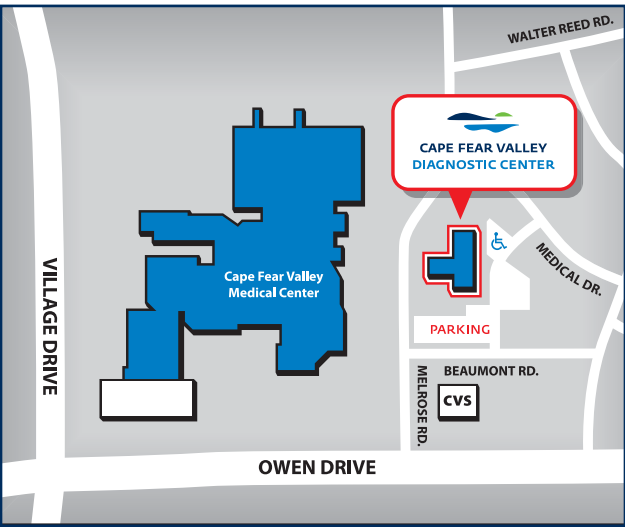 WALTER REED RD.
CAPE FEAR VALLEY
DIAGNOSTIC CENTER
MEDICAL DR.
Cape Fear Valley
Medical Center
VILLAGE DRIVE
PARKING
MELROSE RD.
BEAUMONT RD.
CVS
OWEN DRIVE